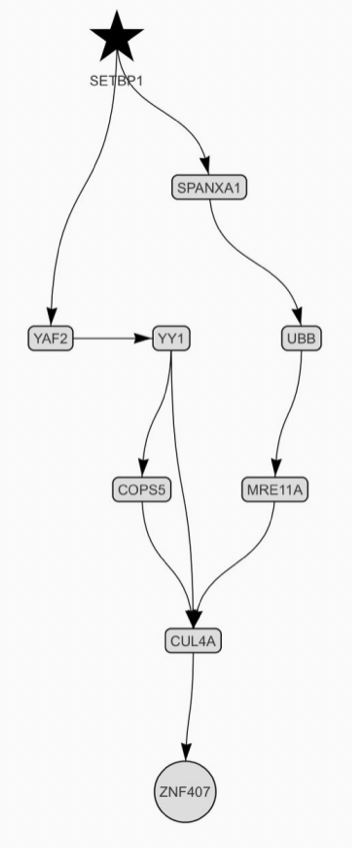 SETBP1
SPANXA1
YAF2
YY1
UBB
COPS5
MRE11A
CUL4A
ZNF407